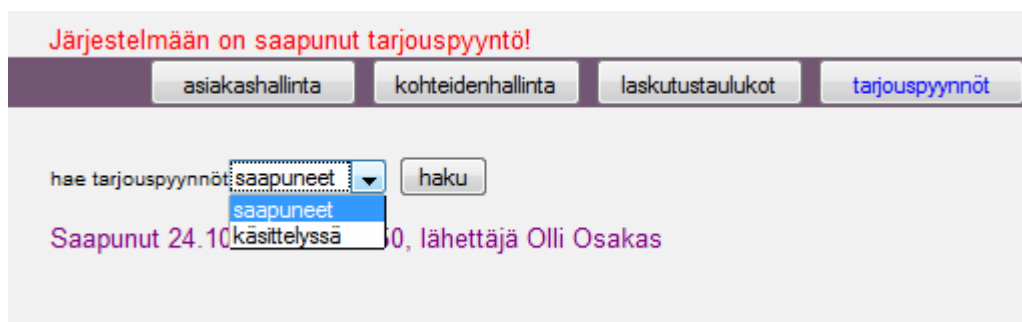 Järjestelmään on saapunut tarjouspyyntö!
asiakashallinta kohteidenhallinta laskutustaulukot tarjouspyynnöt
hae tarjouspyynnöt saapuneet haku
saapuneet
käsittelyssä
Saapunut 24.10 0, lähettäjä Olli Osakas